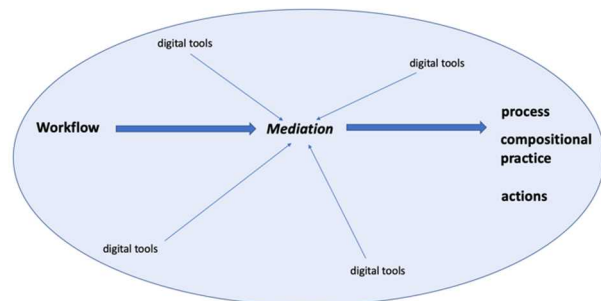 digital tools
digital tools
Workflow
Mediation
process
compositional
practice
actions
digital tools
digital tools